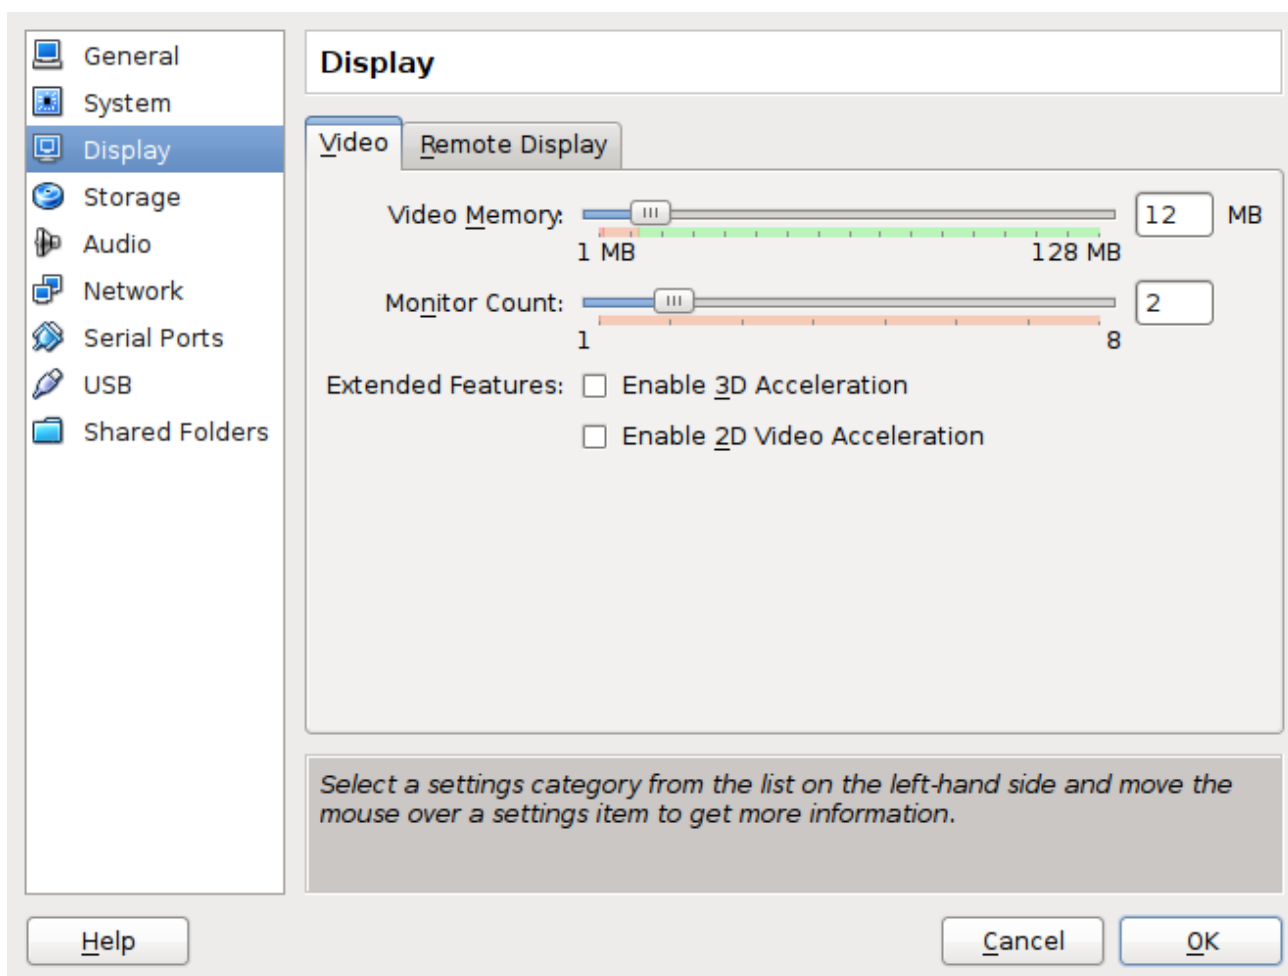 General
System
Display
Storage
Audio
Network
Serial Ports
USB
Shared Folders
Display
Video
Remote Display
Video Memory: 12 MB
1 MB 128 MB
Monitor Count: 2
1 8
Extended Features: Enable 3D Acceleration
Enable 2D Video Acceleration
Select a settings category from the list on the left-hand side and move the
mouse over a settings item to get more information.
Help Cancel OK